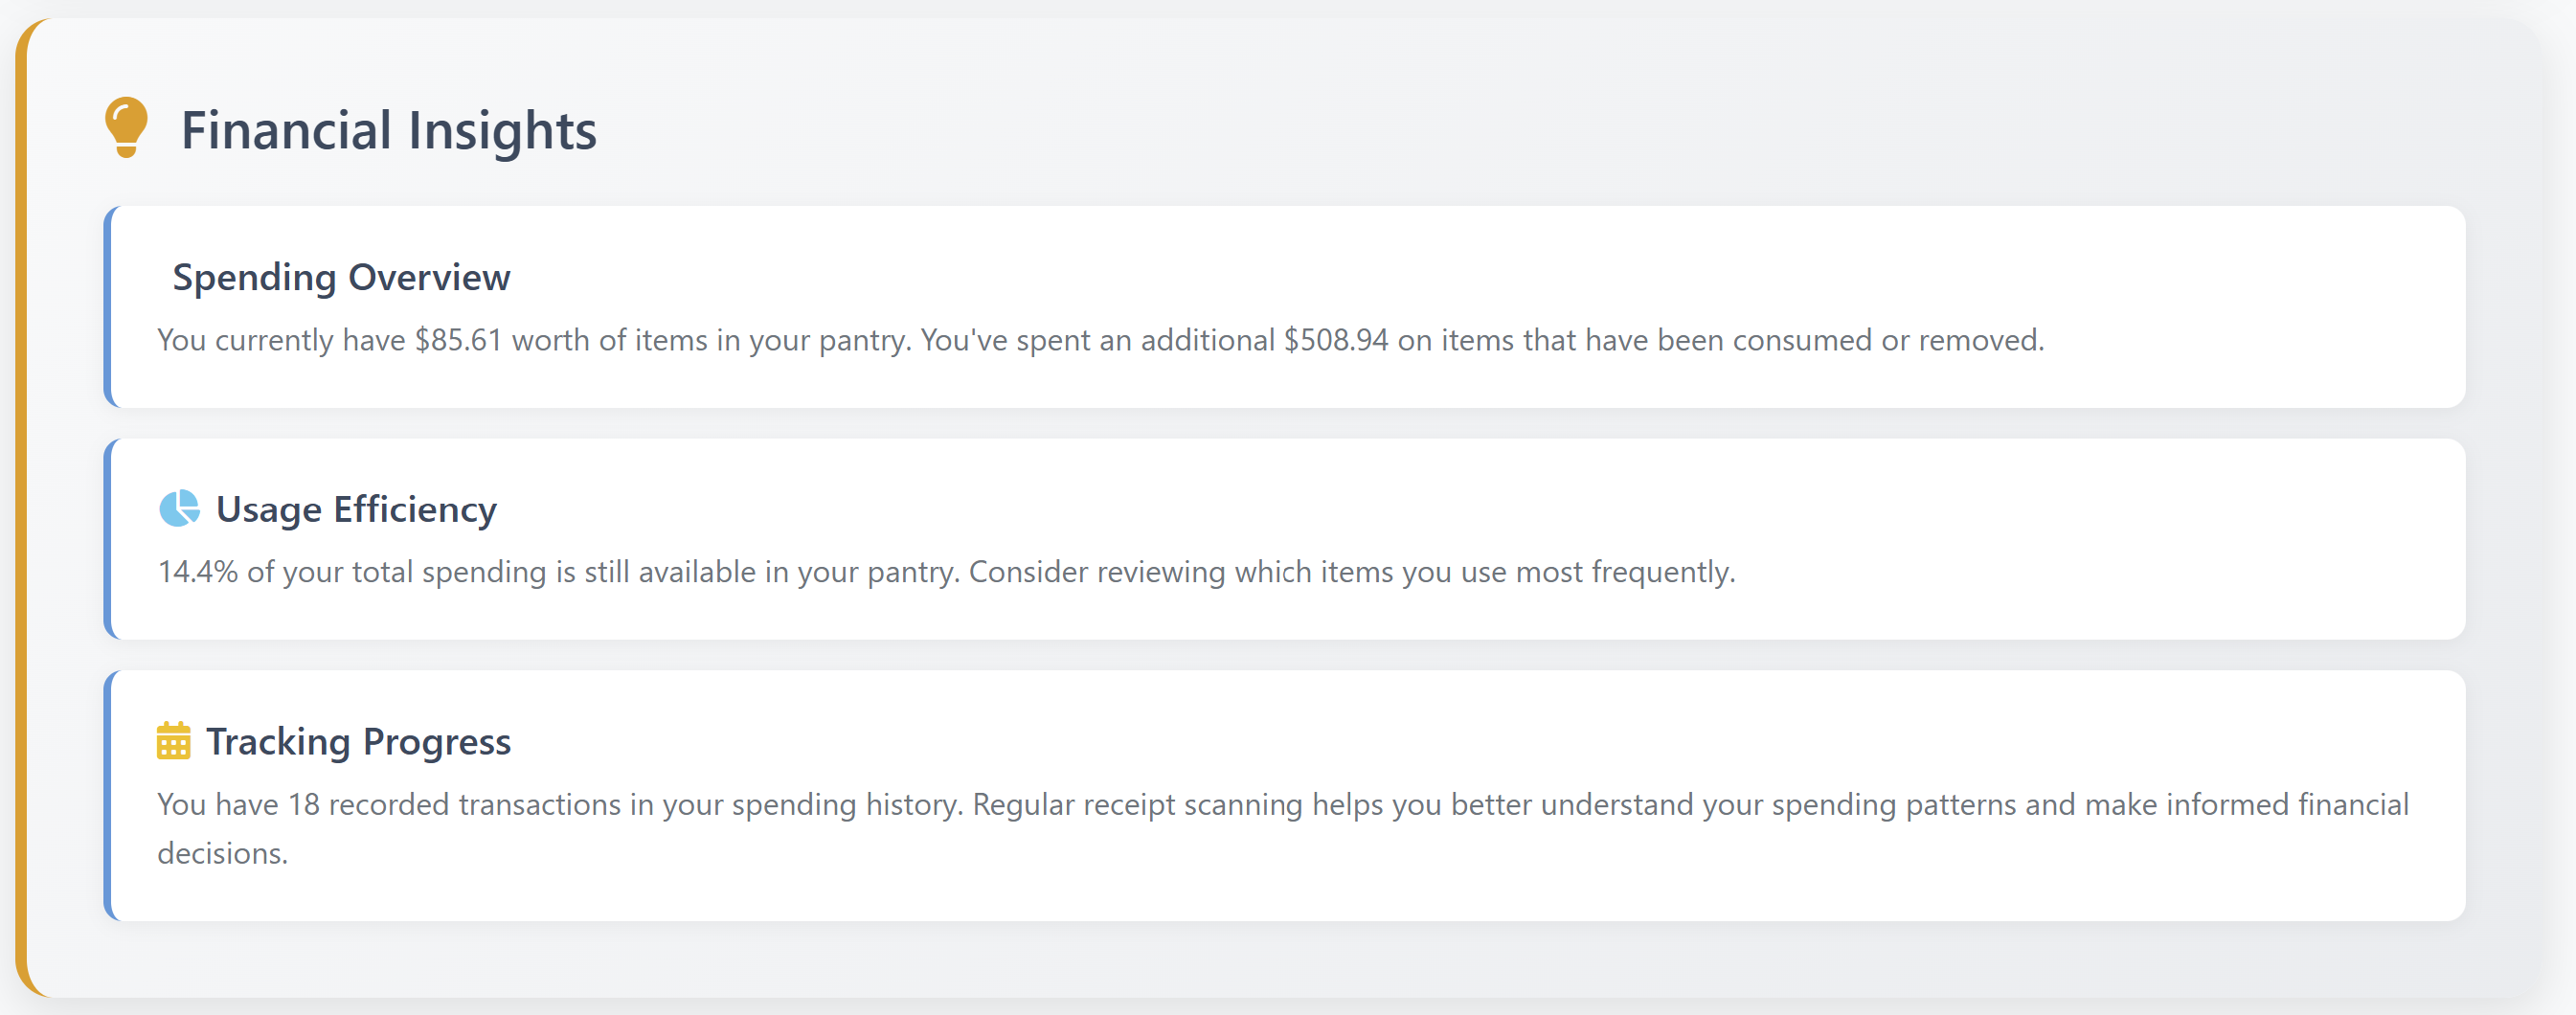 Financial Insights
Spending Overview
You currently have $85.61 worth of items in your pantry. You've spent an additional $508.94 on items that have been consumed or removed.
Usage Efficiency
14.4% of your total spending is still available in your pantry. Consider reviewing which items you use most frequently.
Tracking Progress
You have 18 recorded transactions in your spending history. Regular receipt scanning helps you better understand your spending patterns and make informed financial
decisions.